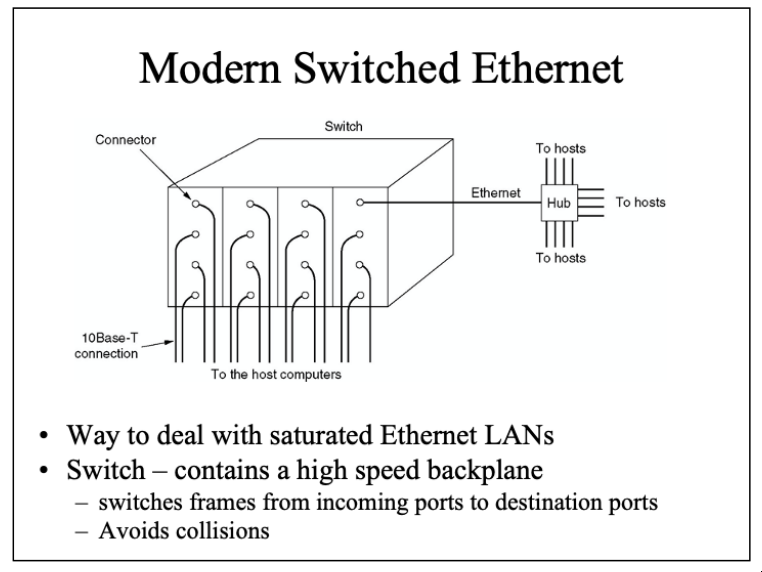 Modern Switched Ethernet
Switch
Connector
To hosts
Ethernet
Hub
To hosts
To hosts
10Base-T
connection
To the host computers
• Way to deal with saturated Ethernet LANs
• Switch – contains a high speed backplane
– switches frames from incoming ports to destination ports
– Avoids collisions